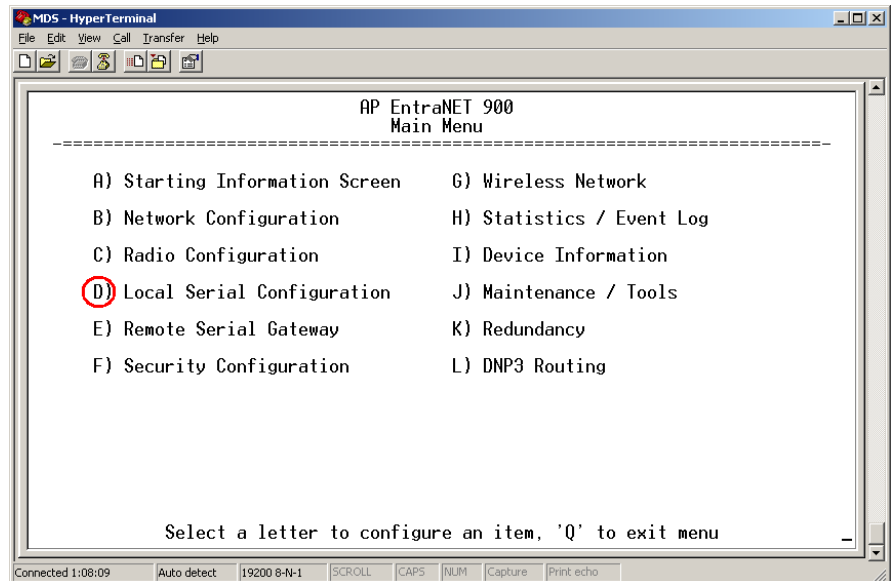 MDS - HyperTerminal
File Edit View Call Transfer Help
AP EntraNET 900
Main Menu
-==========================================================================-
A) Starting Information Screen G) Wireless Network
B) Network Configuration H) Statistics / Event Log
C) Radio Configuration I) Device Information
D) Local Serial Configuration J) Maintenance / Tools
E) Remote Serial Gateway K) Redundancy
F) Security Configuration L) DNP3 Routing
Select a letter to configure an item, 'Q' to exit menu _
Connected 1:08:09 Auto detect 19200 8-N-1 SCROLL CAPS NUM Capture Print echo